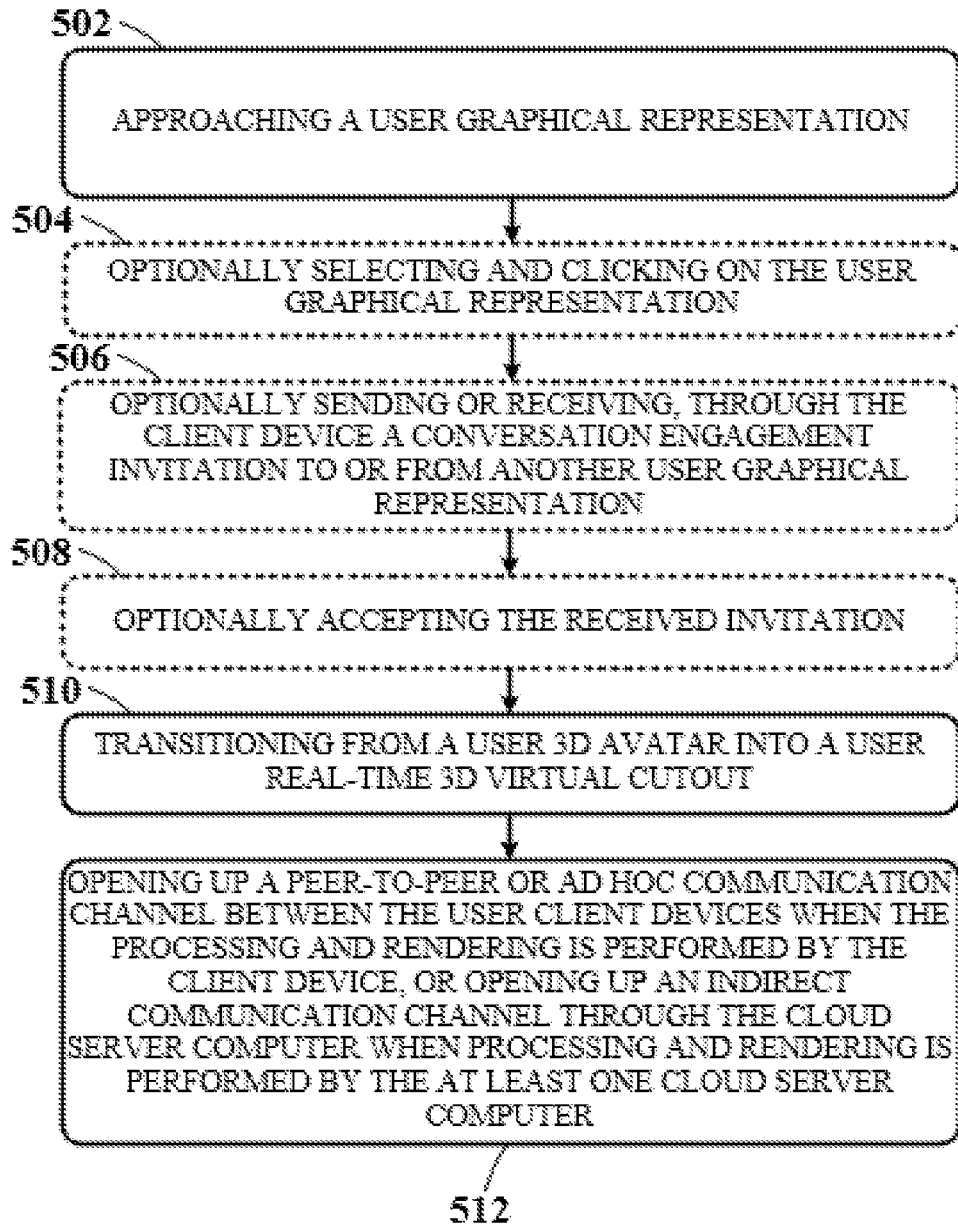 502
APPROACHING A USER GRAPHICAL REPRESENTATION
504
OPTIONALLY SELECTING AND CLICKING ON THE USER
GRAPHICAL REPRESENTATION
506
OPTIONALLY SENDING OR RECEIVING, THROUGH THE
CLIENT DEVICE A CONVERSATION ENGAGEMENT
INVITATION TO OR FROM ANOTHER USER GRAPHICAL
REPRESENTATION
508
OPTIONALLY ACCEPTING THE RECEIVED INVITATION
510
TRANSITIONING FROM A USER 3D AVATAR INTO A USER
REAL-TIME 3D VIRTUAL CUTOUT
OPENING UP A PEER-TO-PEER OR AD HOC COMMUNICATION
CHANNEL BETWEEN THE USER CLIENT DEVICES WHEN THE
PROCESSING AND RENDERING IS PERFORMED BY THE
CLIENT DEVICE, OR OPENING UP AN INDIRECT
COMMUNICATION CHANNEL THROUGH THE CLOUD
SERVER COMPUTER WHEN PROCESSING AND RENDERING IS
PERFORMED BY THE AT LEAST ONE CLOUD SERVER
COMPUTER
512